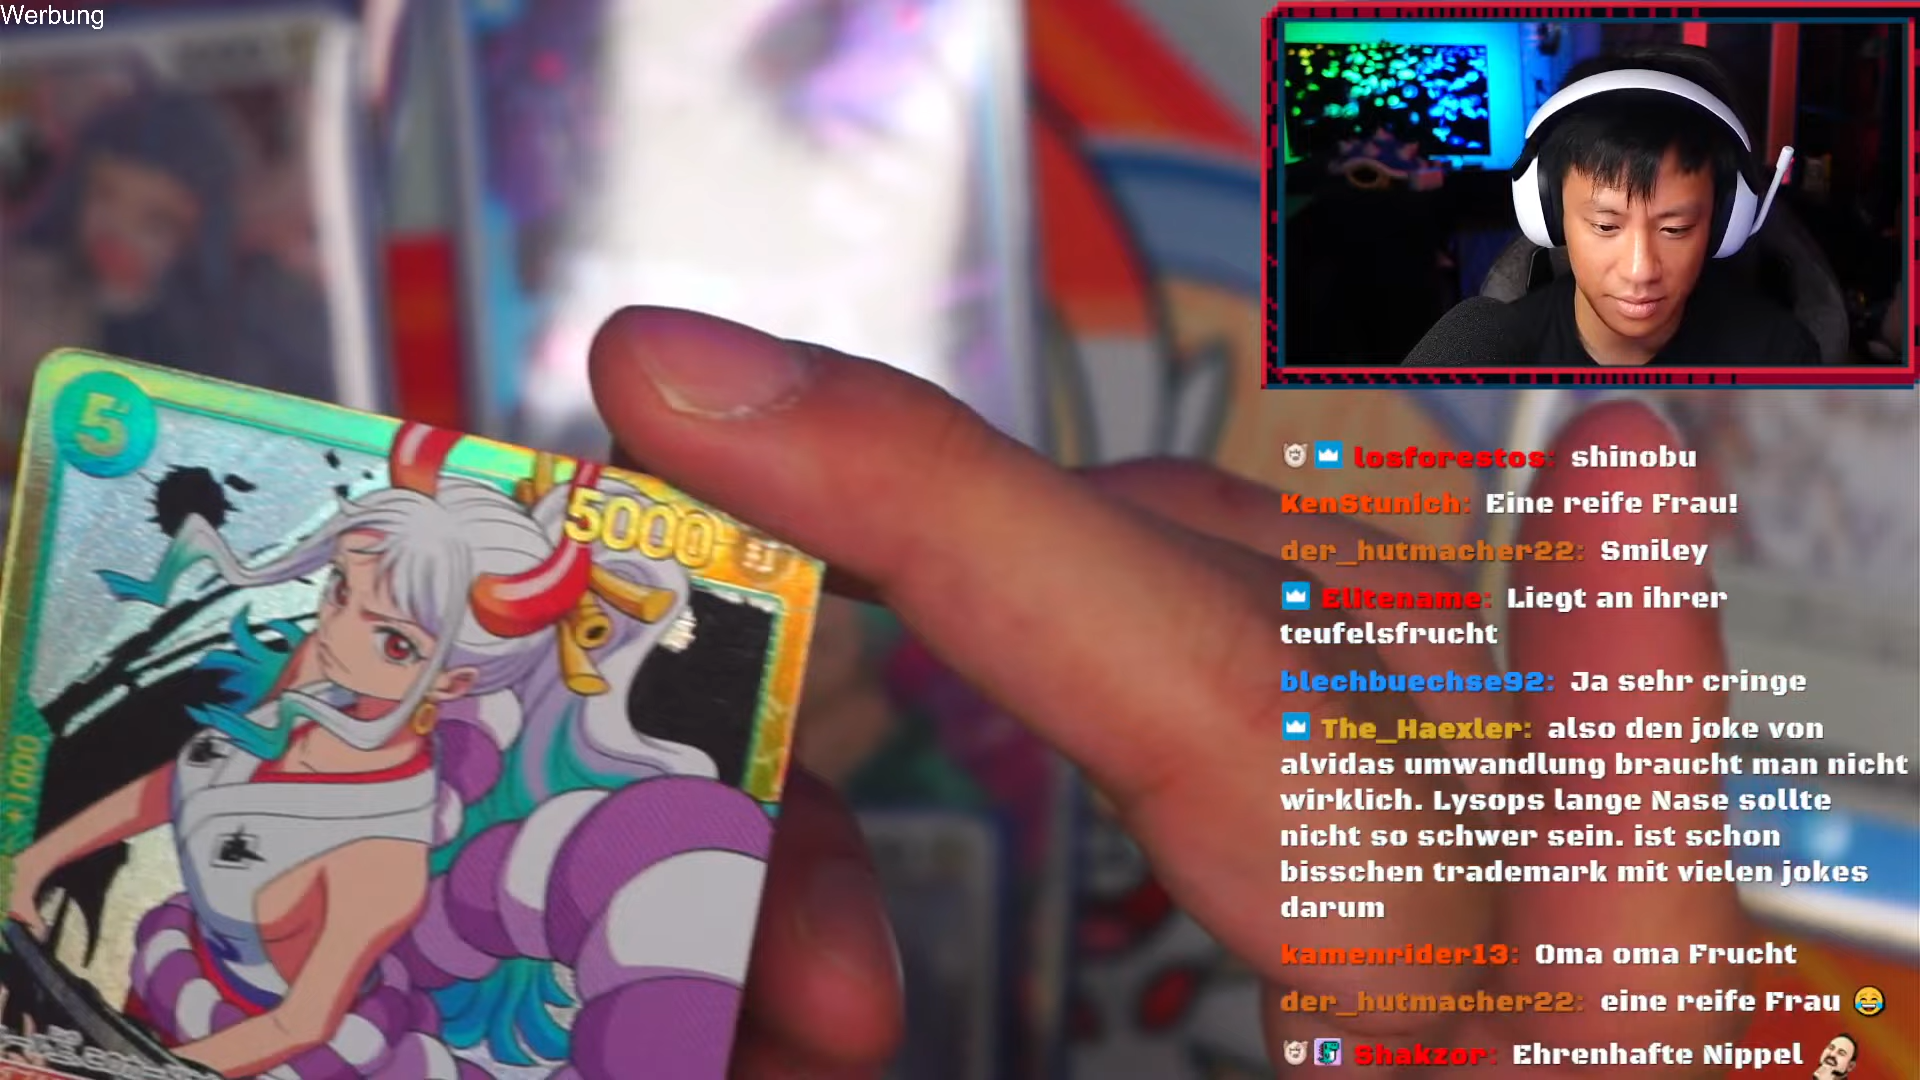 Werbung
5
5000
+1000
losforestos: shinobu
KenStunich: Eine reife Frau!
der_hutmacher22: Smiley
Elitename: Liegt an ihrer
teufelsfrucht
blechbuechse92: Ja sehr cringe
The_Haexler: also den joke von
alvidas umwandlung braucht man nicht
wirklich. Lysops lange Nase sollte
nicht so schwer sein. ist schon
bisschen trademark mit vielen jokes
darum
kamenrider13: Oma oma Frucht
der_hutmacher22: eine reife Frau 😂
Shakzor: Ehrenhafte Nippel